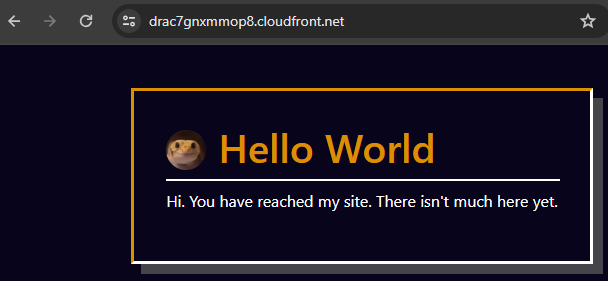 drac7gnxmmop8.cloudfront.net
Hello World
Hi. You have reached my site. There isn't much here yet.